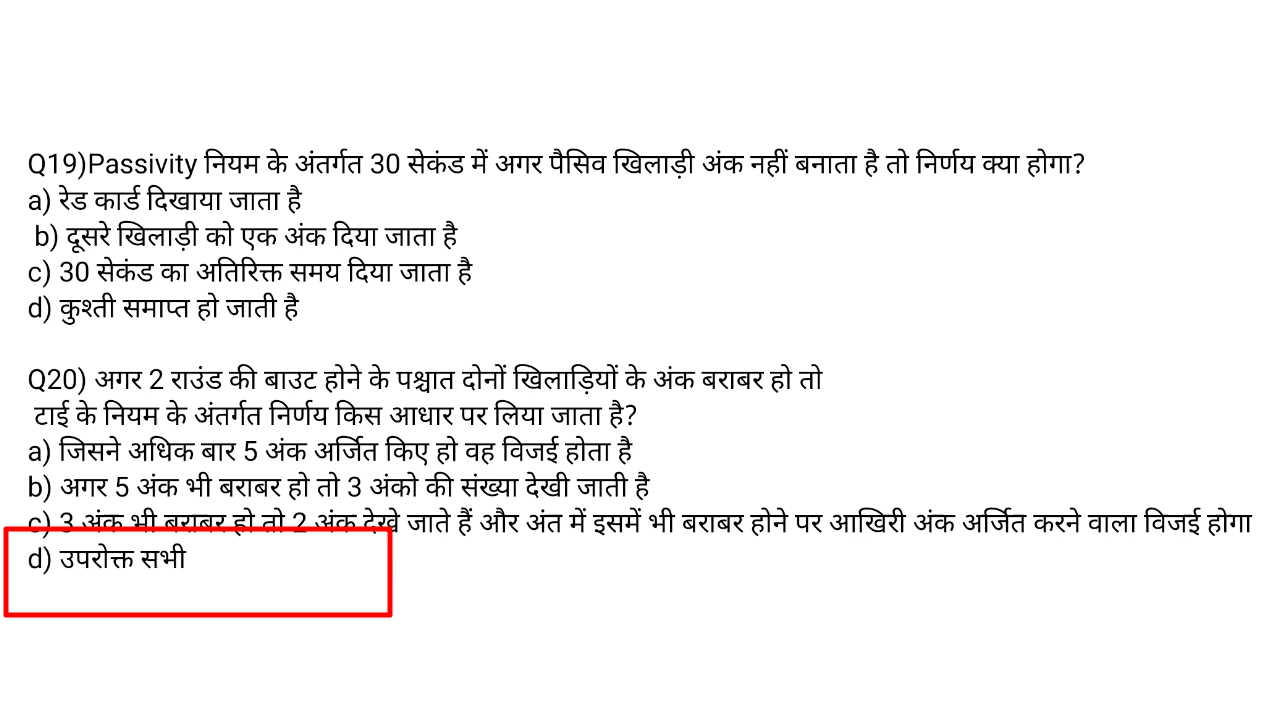 Q19)Passivity नियम के अंतर्गत 30 सेकंड में अगर पैसिव खिलाड़ी अंक नहीं बनाता है तो निर्णय क्या होगा?
a) रेड कार्ड दिखाया जाता है
b) दूसरे खिलाड़ी को एक अंक दिया जाता है
c) 30 सेकंड का अतिरिक्त समय दिया जाता है
d) कुश्ती समाप्त हो जाती है
Q20) अगर 2 राउंड की बाउट होने के पश्चात दोनों खिलाड़ियों के अंक बराबर हो तो
टाई के नियम के अंतर्गत निर्णय किस आधार पर लिया जाता है?
a) जिसने अधिक बार 5 अंक अर्जित किए हो वह विजई होता है
b) अगर 5 अंक भी बराबर हो तो 3 अंको की संख्या देखी जाती है
c) 3 अंक भी बराबर हो तो 2 अंक देखे जाते हैं और अंत में इसमें भी बराबर होने पर आखिरी अंक अर्जित करने वाला विजई होगा
d) उपरोक्त सभी